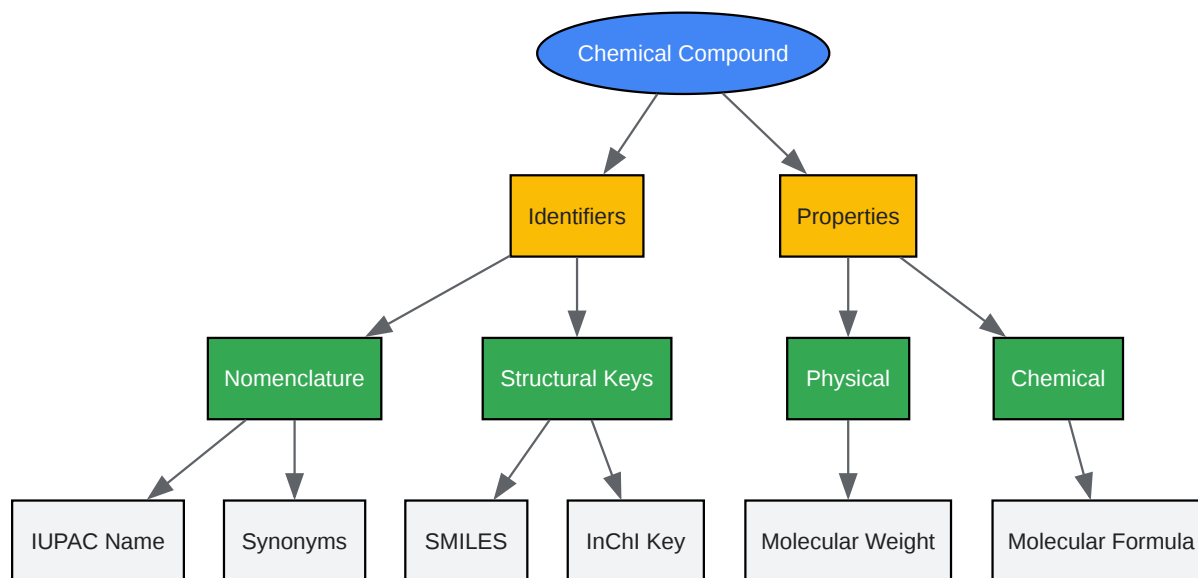 Chemical Compound
Identifiers
Properties
Nomenclature
Structural Keys
Physical
Chemical
IUPAC Name
Synonyms
SMILES
InChI Key
Molecular Weight
Molecular Formula